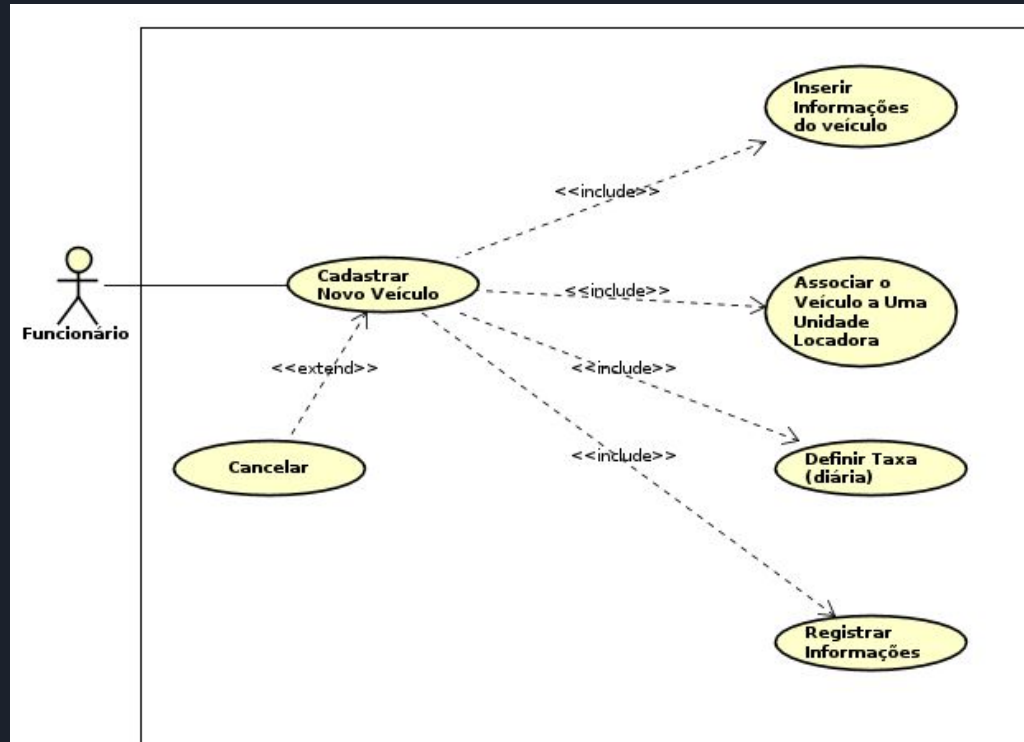 Inserir
Informações
do veículo
<<include>>
Cadastrar
Novo Veículo
<<include>>
Associar o
Veículo a Uma
Unidade
Locadora
Funcionário
<<extend>>
<<include>>
Cancelar
<<include>>
Definir Taxa
(diária)
Registrar
Informações